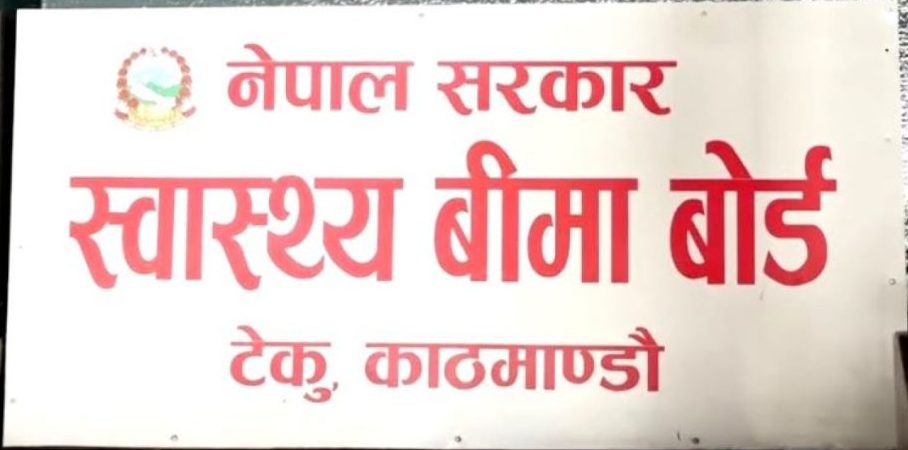 नेपाल सरकार
स्वास्थ्य बीमा बोर्ड
टेकु, काठमाण्डौ